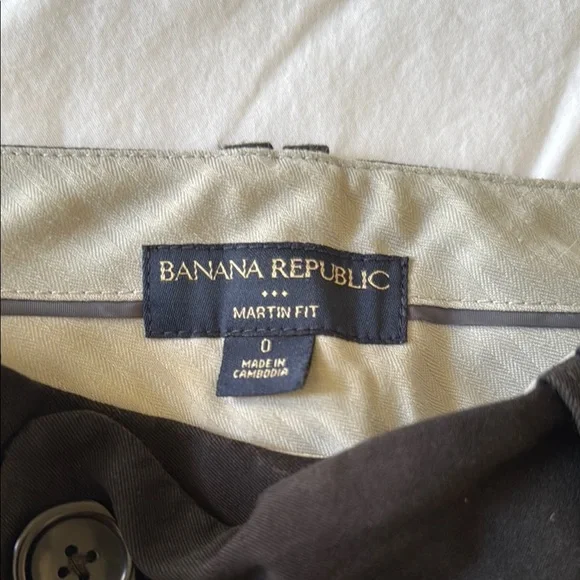 BANANA REPUBLIC
MARTIN FIT
0
MADE IN
CAMBODIA